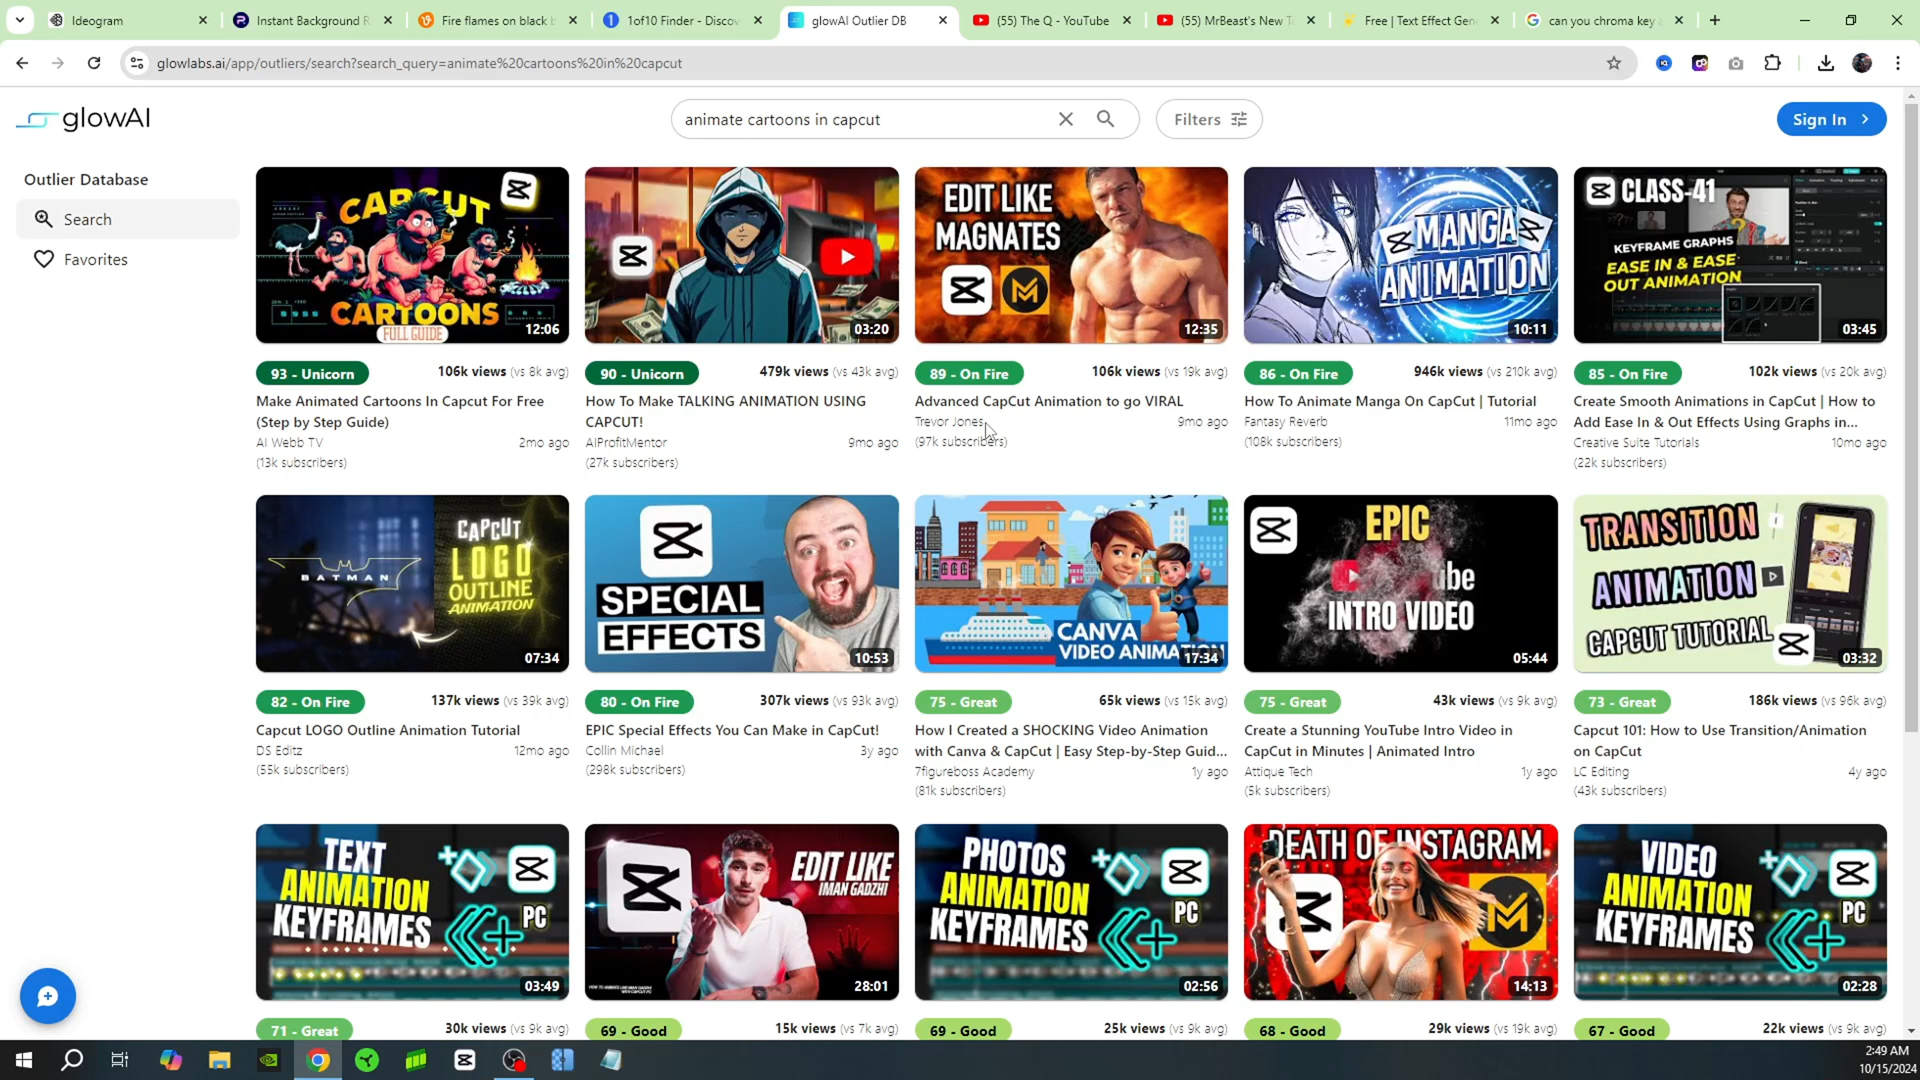 Ideogram
Instant Background R
Fire flames on black b
1of10 Finder - Discov
glowAI Outlier DB
(55) The Q - YouTube
(55) MrBeast's New T
Free | Text Effect Gen
can you chroma key
glowlabs.ai/app/outliers/search?search_query=animate%20cartoons%20in%20capcut
glowAI
animate cartoons in capcut
Filters
Sign In
Outlier Database
Search
Favorites
CAPCUT
CARTOONS
FULL GUIDE
12:06
03:20
EDIT LIKE
MAGNATES
12:35
MANGA
ANIMATION
10:11
CLASS-41
KEYFRAME GRAPHS
EASE IN & EASE
OUT ANIMATION
03:45
93 - Unicorn
106k views (vs 8k avg)
Make Animated Cartoons In Capcut For Free
(Step by Step Guide)
AI Webb TV
2mo ago
(13k subscribers)
90 - Unicorn
479k views (vs 43k avg)
How To Make TALKING ANIMATION USING
CAPCUT!
AIProfitMentor
9mo ago
(27k subscribers)
89 - On Fire
106k views (vs 19k avg)
Advanced CapCut Animation to go VIRAL
Trevor Jones
9mo ago
(97k subscribers)
86 - On Fire
946k views (vs 210k avg)
How To Animate Manga On CapCut | Tutorial
Fantasy Reverb
11mo ago
(108k subscribers)
85 - On Fire
102k views (vs 20k avg)
Create Smooth Animations in CapCut | How to
Add Ease In & Out Effects Using Graphs in...
Creative Suite Tutorials
10mo ago
(22k subscribers)
BATMAN
CAPCUT
LOGO
OUTLINE
ANIMATION
07:34
SPECIAL
EFFECTS
10:53
CANVA
VIDEO ANIMATION
17:34
EPIC
ube
INTRO VIDEO
05:44
TRANSITION
ANIMATION
CAPCUT TUTORIAL
03:32
82 - On Fire
137k views (vs 39k avg)
Capcut LOGO Outline Animation Tutorial
DS Editz
12mo ago
(55k subscribers)
80 - On Fire
307k views (vs 93k avg)
EPIC Special Effects You Can Make in CapCut!
Collin Michael
3y ago
(298k subscribers)
75 - Great
65k views (vs 15k avg)
How I Created a SHOCKING Video Animation
with Canva & CapCut | Easy Step-by-Step Guid...
7figureboss Academy
1y ago
(81k subscribers)
75 - Great
43k views (vs 9k avg)
Create a Stunning YouTube Intro Video in
CapCut in Minutes | Animated Intro
Attique Tech
1y ago
(5k subscribers)
73 - Great
186k views (vs 96k avg)
Capcut 101: How to Use Transition/Animation
on CapCut
LC Editing
4y ago
(43k subscribers)
TEXT
ANIMATION
KEYFRAMES
PC
03:49
EDIT LIKE
IMAN GADZHI
28:01
PHOTOS
ANIMATION
KEYFRAMES
PC
02:56
DEATH OF INSTAGRAM
14:13
VIDEO
ANIMATION
KEYFRAMES
PC
02:28
71 - Great
30k views (vs 9k avg)
69 - Good
15k views (vs 7k avg)
69 - Good
25k views (vs 9k avg)
68 - Good
29k views (vs 19k avg)
67 - Good
22k views (vs 9k avg)
2:49 AM
10/15/2024